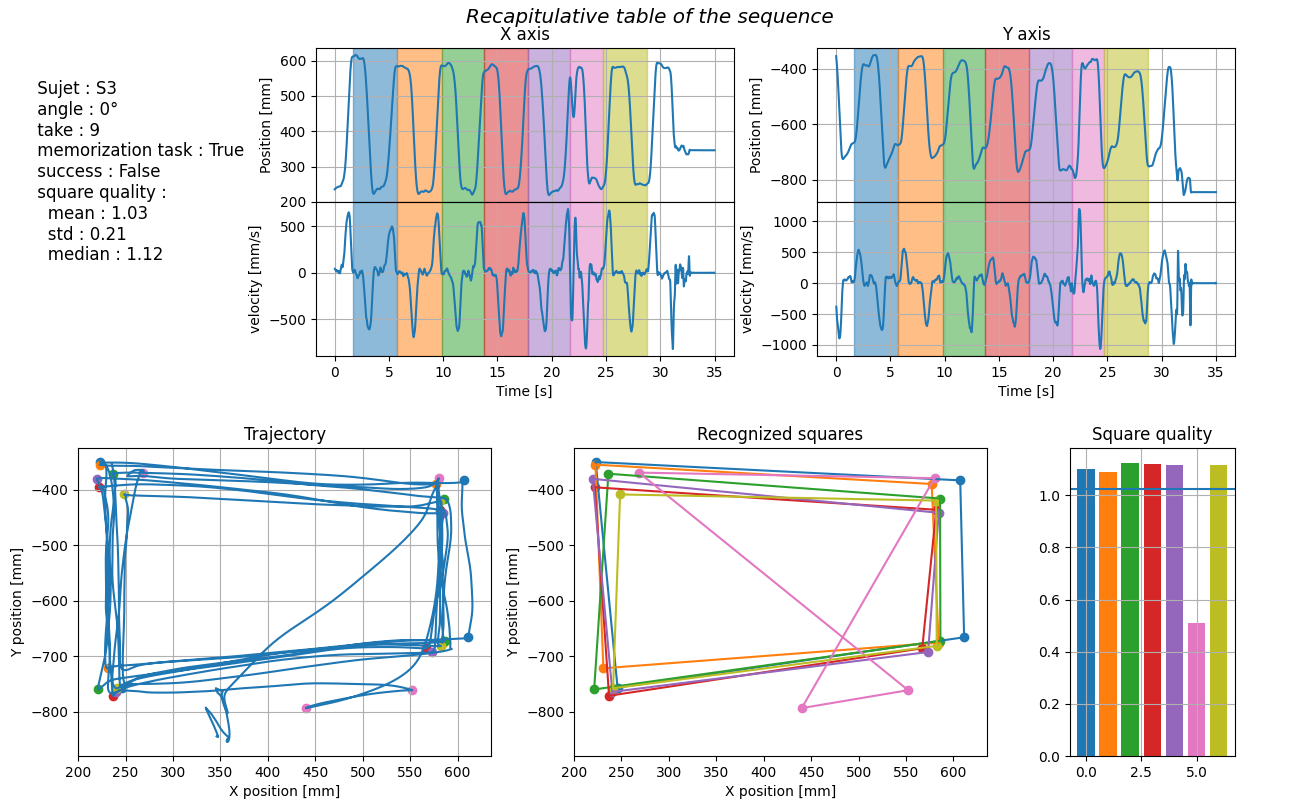 Recapitulative table of the sequence
Sujet : S3
angle : 0°
take : 9
memorization task : True
success : False
square quality :
mean : 1.03
std : 0.21
median : 1.12
X axis
Position [mm]
600
500
400
300
200
velocity [mm/s]
500
0
−500
0 5 10 15 20 25 30 35
Time [s]
Y axis
Position [mm]
−400
−600
−800
velocity [mm/s]
1000
500
0
−500
−1000
0 5 10 15 20 25 30 35
Time [s]
Trajectory
Y position [mm]
−400
−500
−600
−700
−800
200 250 300 350 400 450 500 550 600
X position [mm]
Recognized squares
Y position [mm]
−400
−500
−600
−700
−800
200 250 300 350 400 450 500 550 600
X position [mm]
Square quality
1.0
0.8
0.6
0.4
0.2
0.0
0.0 2.5 5.0